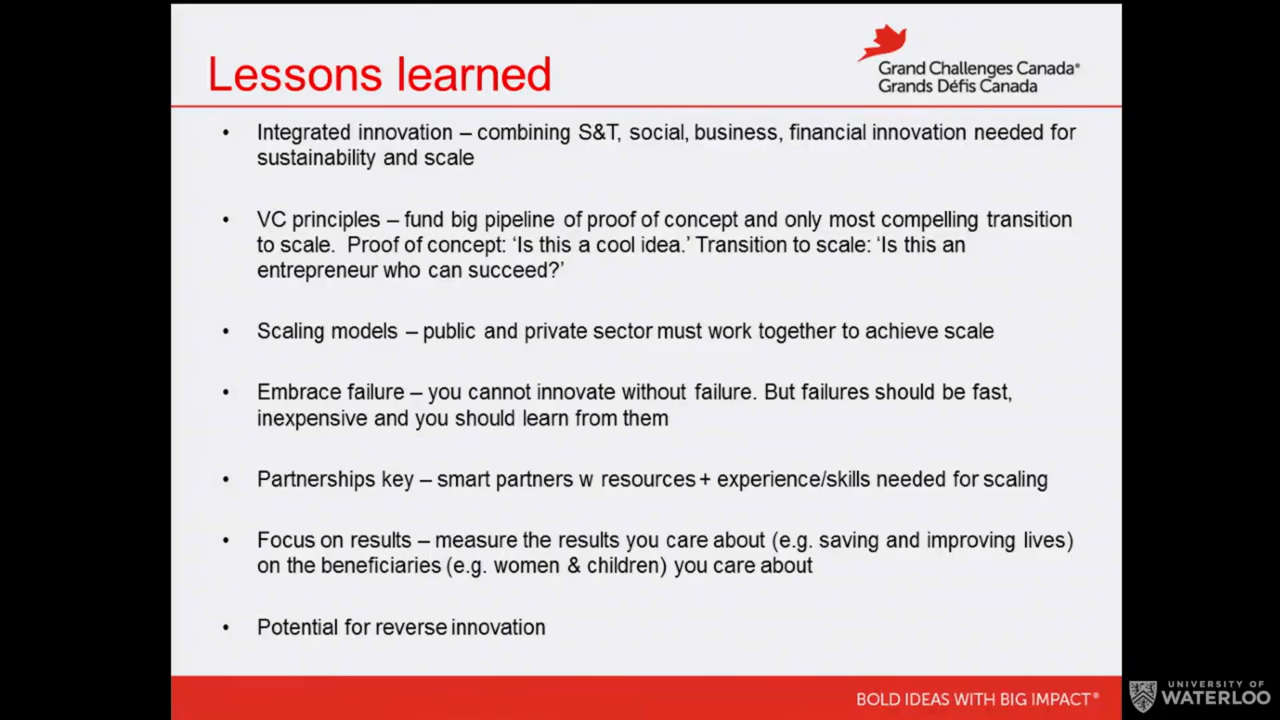 Lessons learned
Grand Challenges Canada®
Grands Défis Canada
• Integrated innovation – combining S&T, social, business, financial innovation needed for
sustainability and scale
• VC principles – fund big pipeline of proof of concept and only most compelling transition
to scale. Proof of concept: ‘Is this a cool idea.’ Transition to scale: ‘Is this an
entrepreneur who can succeed?’
• Scaling models – public and private sector must work together to achieve scale
• Embrace failure – you cannot innovate without failure. But failures should be fast,
inexpensive and you should learn from them
• Partnerships key – smart partners w resources + experience/skills needed for scaling
• Focus on results – measure the results you care about (e.g. saving and improving lives)
on the beneficiaries (e.g. women & children) you care about
• Potential for reverse innovation
BOLD IDEAS WITH BIG IMPACT®
UNIVERSITY OF
WATERLOO